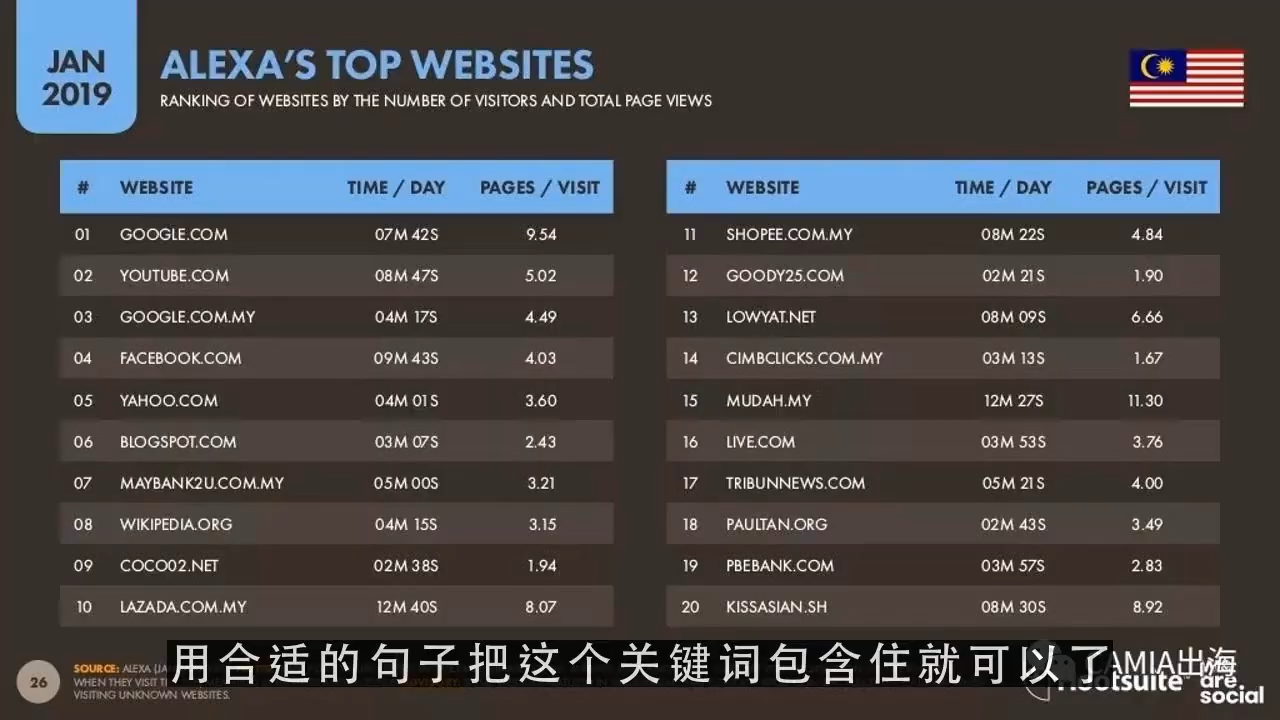 JAN
2019
ALEXA'S TOP WEBSITES
RANKING OF WEBSITES BY THE NUMBER OF VISITORS AND TOTAL PAGE VIEWS
# WEBSITE TIME / DAY PAGES / VISIT
01 GOOGLE.COM 07M 42S 9.54
02 YOUTUBE.COM 08M 47S 5.02
03 GOOGLE.COM.MY 04M 17S 4.49
04 FACEBOOK.COM 09M 43S 4.03
05 YAHOO.COM 04M 01S 3.60
06 BLOGSPOT.COM 03M 07S 2.43
07 MAYBANK2U.COM.MY 05M 00S 3.21
08 WIKIPEDIA.ORG 04M 15S 3.15
09 COCO02.NET 02M 38S 1.94
10 LAZADA.COM.MY 12M 40S 8.07
# WEBSITE TIME / DAY PAGES / VISIT
11 SHOPEE.COM.MY 08M 22S 4.84
12 GOODY25.COM 02M 21S 1.90
13 LOWYAT.NET 08M 09S 6.66
14 CIMBCLICKS.COM.MY 03M 13S 1.67
15 MUDAH.MY 12M 27S 11.30
16 LIVE.COM 03M 53S 3.76
17 TRIBUNNEWS.COM 05M 21S 4.00
18 PAULTAN.ORG 02M 43S 3.49
19 PBEBANK.COM 03M 57S 2.83
20 KISSASIAN.SH 08M 30S 8.92
用合适的句子把这个关键词包含住就可以了
26
SOURCE: ALEXA
WHEN THEY VISIT
VISITING UNKNOWN WEBSITES.
AMIA出海
are
social